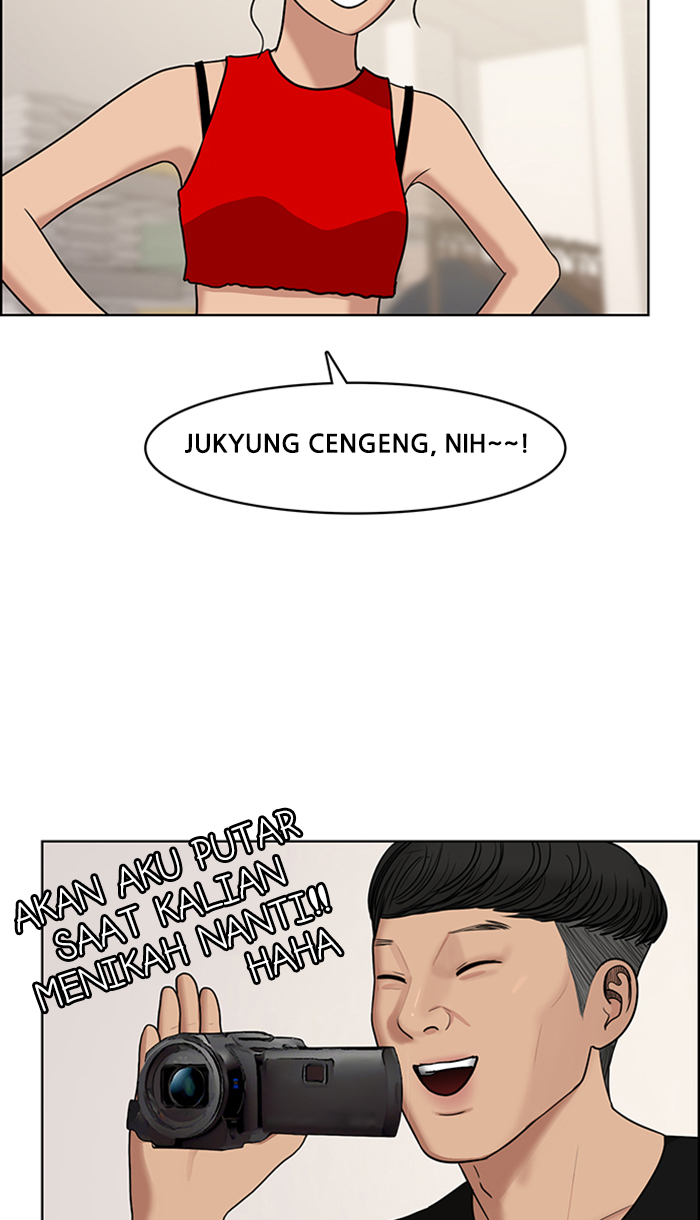 JUKYUNG CENGENG, NIH~~!
AKAN AKU PUTAR
SAAT KALIAN
MENIKAH NANTI!!
HAHA